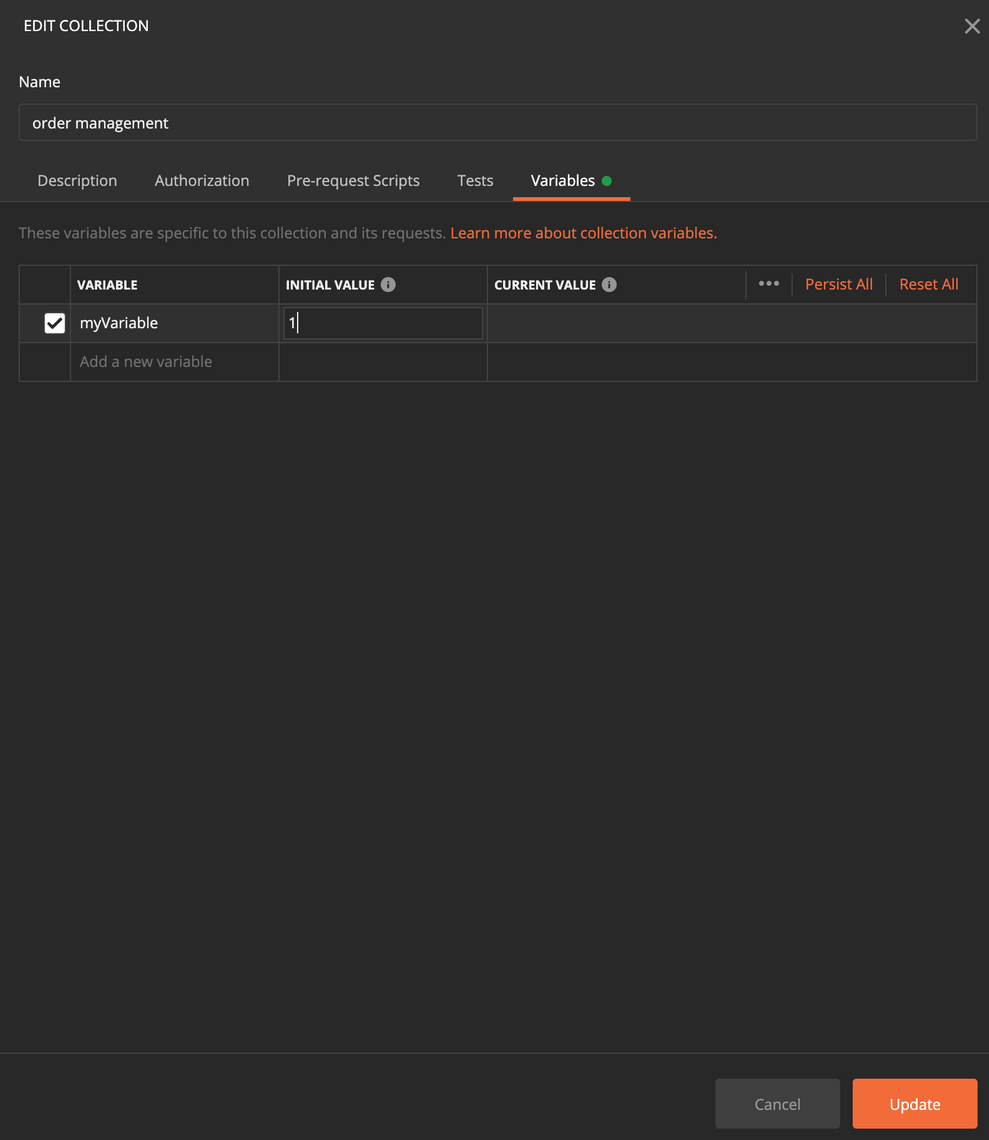 EDIT COLLECTION
Name
order management
Description Authorization Pre-request Scripts Tests Variables
These variables are specific to this collection and its requests. Learn more about collection variables.
VARIABLE INITIAL VALUE CURRENT VALUE ••• Persist All Reset All
myVariable 1
Add a new variable
Cancel Update